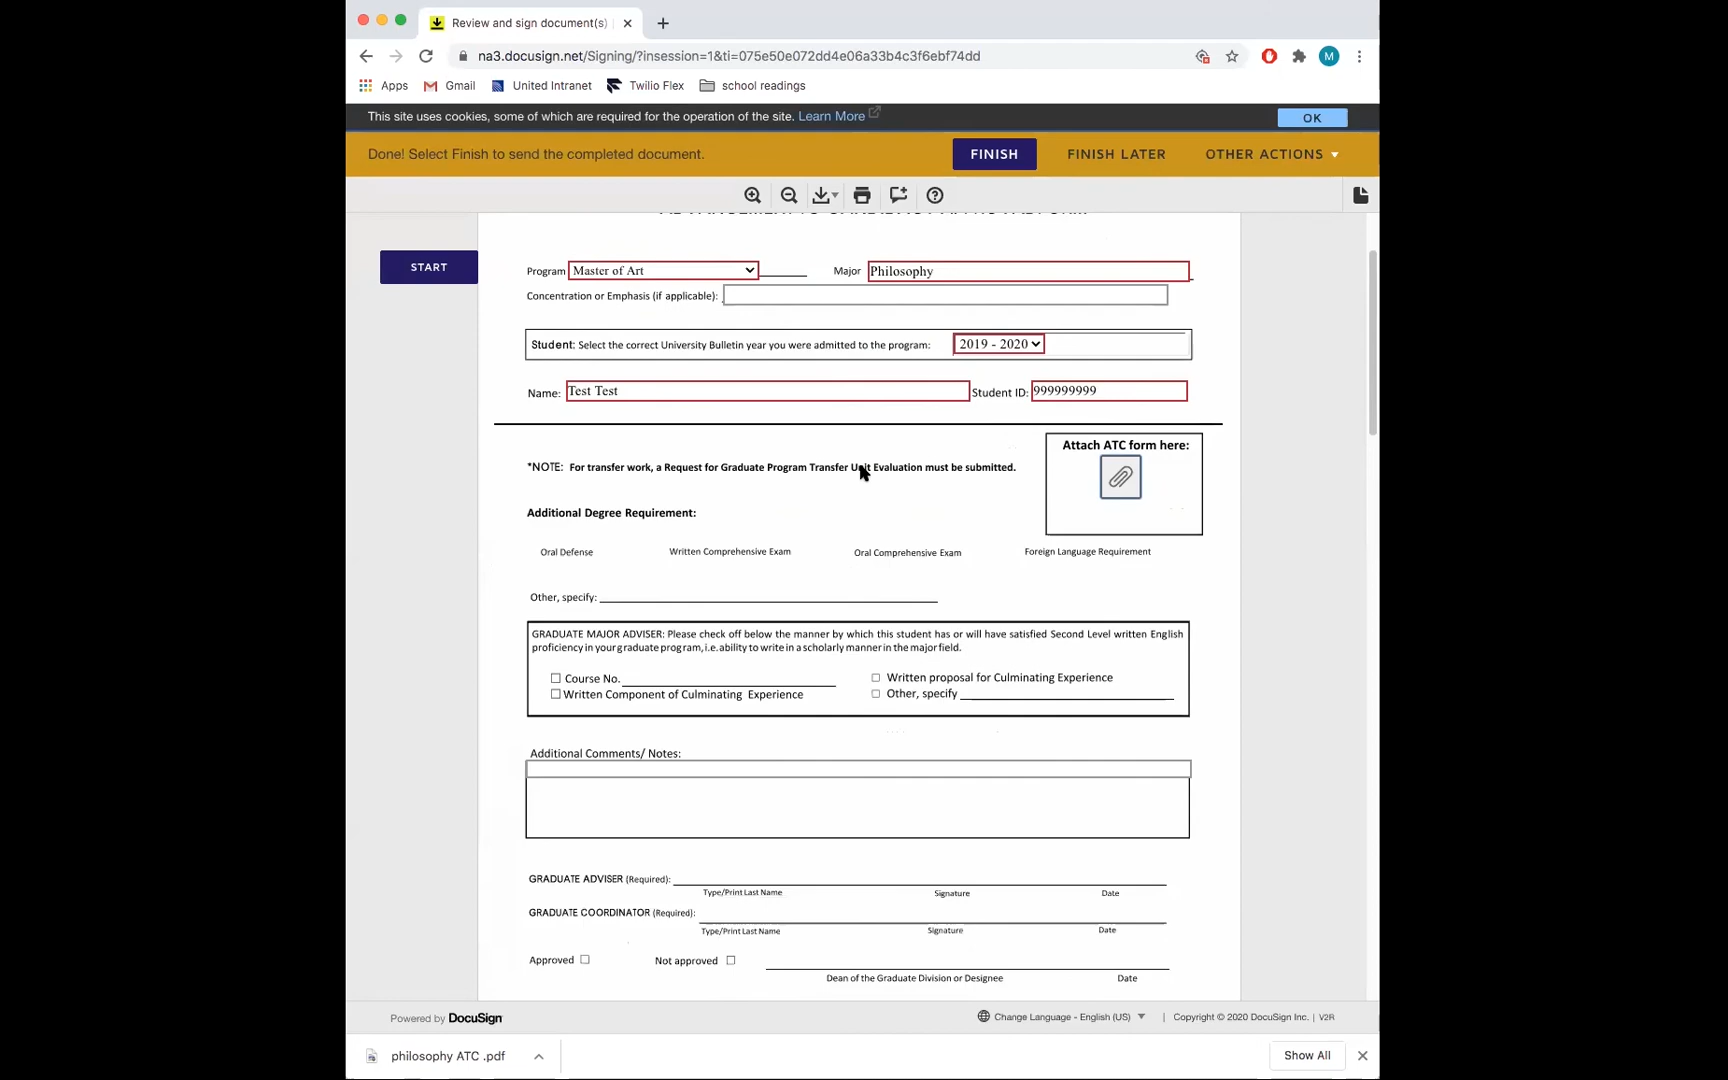 Review and sign document(s)
na3.docusign.net/Signing/?insession=1&ti=075e50e072dd4e06a33b4c3f6ebf74dd
M
Apps Gmail United Intranet Twilio Flex school readings
This site uses cookies, some of which are required for the operation of the site. Learn More
OK
Done! Select Finish to send the completed document.
FINISH FINISH LATER OTHER ACTIONS
ADVANCEMENT TO CANDIDACY APPROVAL FORM
START
Program Master of Art Major Philosophy
Concentration or Emphasis (if applicable):
Student: Select the correct University Bulletin year you were admitted to the program: 2019 - 2020
Name: Test Test Student ID: 999999999
Attach ATC form here:
*NOTE: For transfer work, a Request for Graduate Program Transfer Unit Evaluation must be submitted.
Additional Degree Requirement:
Oral Defense Written Comprehensive Exam Oral Comprehensive Exam Foreign Language Requirement
Other, specify:
GRADUATE MAJOR ADVISER: Please check off below the manner by which this student has or will have satisfied Second Level written English
proficiency in your graduate program, i.e. ability to write in a scholarly manner in the major field.
Course No. Written proposal for Culminating Experience
Written Component of Culminating Experience Other, specify
Additional Comments/ Notes:
GRADUATE ADVISER (Required):
Type/Print Last Name Signature Date
GRADUATE COORDINATOR (Required):
Type/Print Last Name Signature Date
Approved Not approved
Dean of the Graduate Division or Designee Date
Powered by DocuSign Change Language - English (US) | Copyright © 2020 DocuSign Inc. | V2R
philosophy ATC .pdf Show All